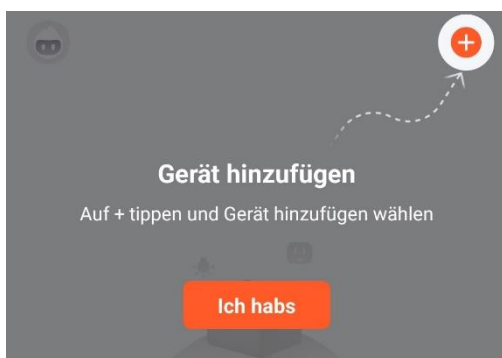 Gerät hinzufügen
Auf + tippen und Gerät hinzufügen wählen
Ich habs